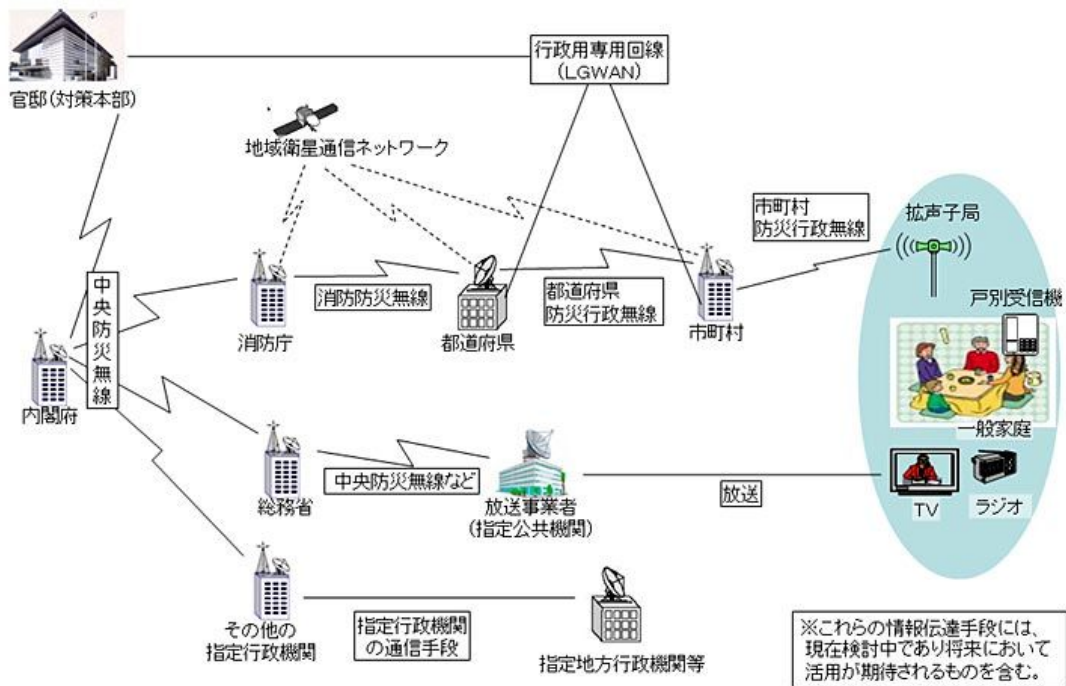 行政用専用回線
(LGWAN)
官邸(対策本部)
地域衛星通信ネットワーク
市町村
防災行政無線
拡声子局
中央防災無線
消防防災無線
都道府県
防災行政無線
戸別受信機
消防庁
都道府県
市町村
内閣府
一般家庭
中央防災無線など
放送
総務省
放送事業者
(指定公共機関)
TV
ラジオ
その他の
指定行政機関
指定行政機関
の通信手段
指定地方行政機関等
※これらの情報伝達手段には、
現在検討中であり将来において
活用が期待されるものを含む。